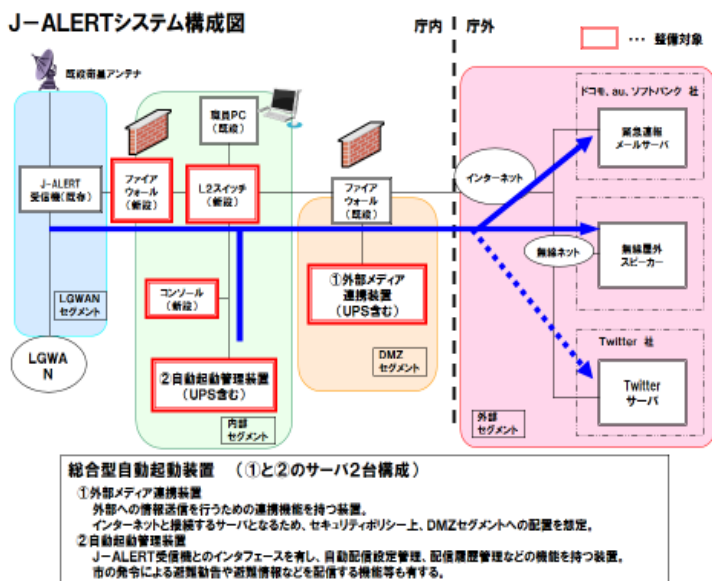 J－ALERTシステム構成図
庁内
庁外
… 整備対象
既設衛星アンテナ
職員PC
(既設)
ドコモ、au、ソフトバンク 社
緊急速報
メールサーバ
J-ALERT
受信機(既存)
ファイア
ウォール
(新設)
L2スイッチ
(新設)
ファイア
ウォール
(既設)
インターネット
無線ネット
無線屋外
スピーカー
コンソール
(新設)
①外部メディア
連携装置
(UPS含む)
LGWAN
セグメント
LGWA
N
②自動起動管理装置
(UPS含む)
内部
セグメント
DMZ
セグメント
Twitter 社
Twitter
サーバ
外部
セグメント
総合型自動起動装置 （①と②のサーバ2台構成）
①外部メディア連携装置
外部への情報送信を行うための連携機能を持つ装置。
インターネットと接続するサーバとなるため、セキュリティポリシー上、DMZセグメントへの配置を想定。
②自動起動管理装置
J－ALERT受信機とのインタフェースを有し、自動配信設定管理、配信履歴管理などの機能を持つ装置。
市の発令による避難勧告や避難情報などを配信する機能等も有する。